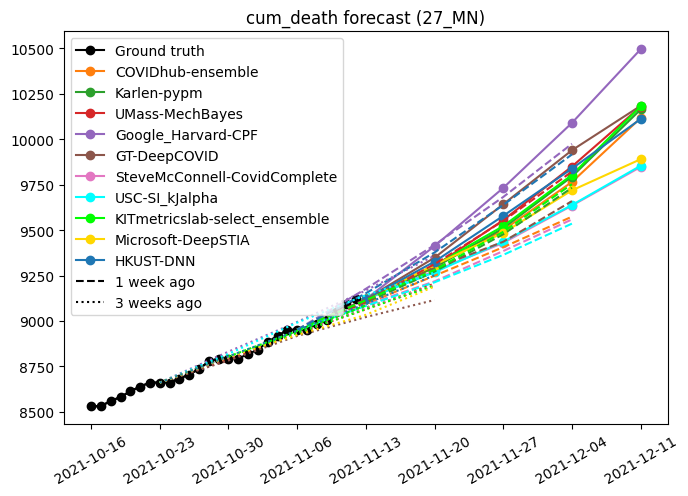 cum_death forecast (27_MN)
10500
10250
10000
9750
9500
9250
9000
8750
8500
Ground truth
COVIDhub-ensemble
Karlen-pypm
UMass-MechBayes
Google_Harvard-CPF
GT-DeepCOVID
SteveMcConnell-CovidComplete
USC-SI_kJalpha
KITmetricslab-select_ensemble
Microsoft-DeepSTIA
HKUST-DNN
1 week ago
3 weeks ago
2021-10-16
2021-10-23
2021-10-30
2021-11-06
2021-11-13
2021-11-20
2021-11-27
2021-12-04
2021-12-11